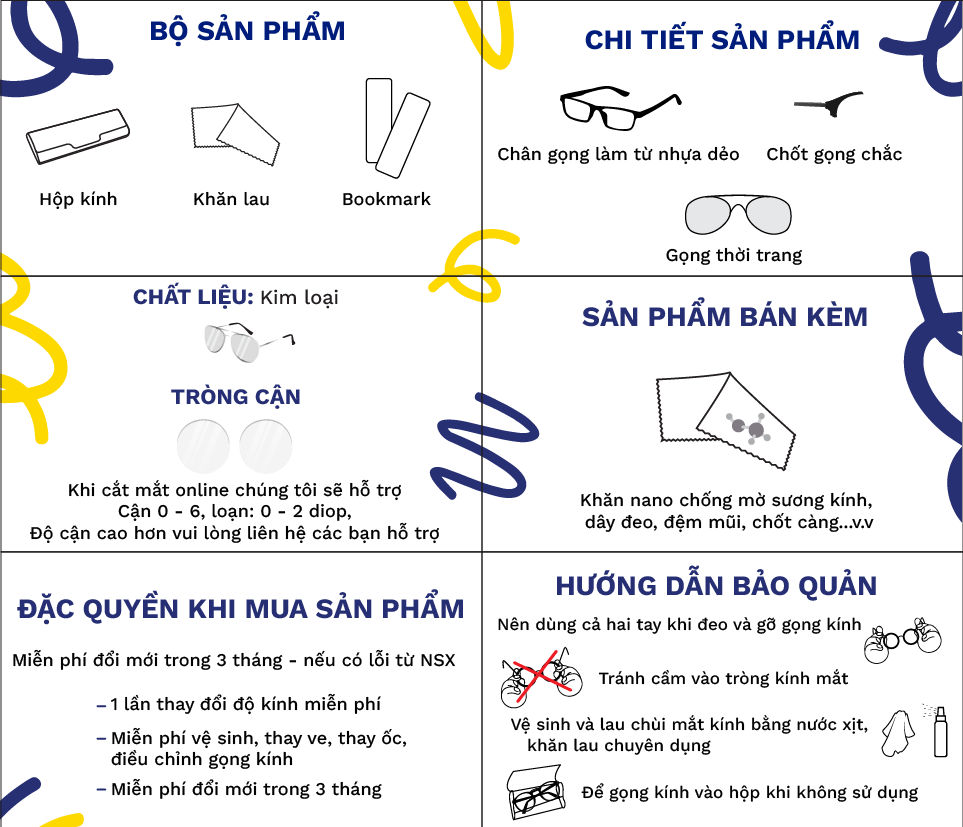 BỘ SẢN PHẨM
Hộp kính
Khăn lau
Bookmark
CHI TIẾT SẢN PHẨM
Chân gọng làm từ nhựa dẻo
Chốt gọng chắc
Gọng thời trang
CHẤT LIỆU: Kim loại
TRÒNG CẬN
Khi cắt mắt online chúng tôi sẽ hỗ trợ
Cận 0 - 6, loạn: 0 - 2 diop,
Độ cận cao hơn vui lòng liên hệ các bạn hỗ trợ
SẢN PHẨM BÁN KÈM
Khăn nano chống mờ sương kính,
dây đeo, đệm mũi, chốt càng...v.v
ĐẶC QUYỀN KHI MUA SẢN PHẨM
Miễn phí đổi mới trong 3 tháng - nếu có lỗi từ NSX
– 1 lần thay đổi độ kính miễn phí
– Miễn phí vệ sinh, thay ve, thay ốc,
điều chỉnh gọng kính
– Miễn phí đổi mới trong 3 tháng
HƯỚNG DẪN BẢO QUẢN
Nên dùng cả hai tay khi đeo và gỡ gọng kính
Tránh cầm vào tròng kính mắt
Vệ sinh và lau chùi mắt kính bằng nước xịt,
khăn lau chuyên dụng
Để gọng kính vào hộp khi không sử dụng